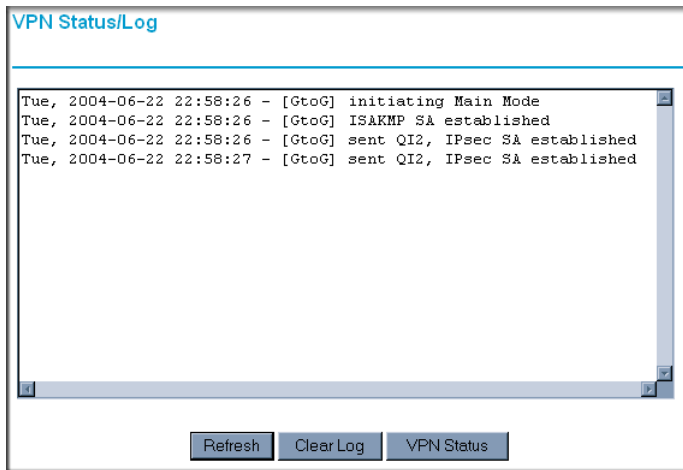 VPN Status/Log
Tue, 2004-06-22 22:58:26 - [GtoG] initiating Main Mode
Tue, 2004-06-22 22:58:26 - [GtoG] ISAKMP SA established
Tue, 2004-06-22 22:58:26 - [GtoG] sent QI2, IPsec SA established
Tue, 2004-06-22 22:58:27 - [GtoG] sent QI2, IPsec SA established
Refresh Clear Log VPN Status